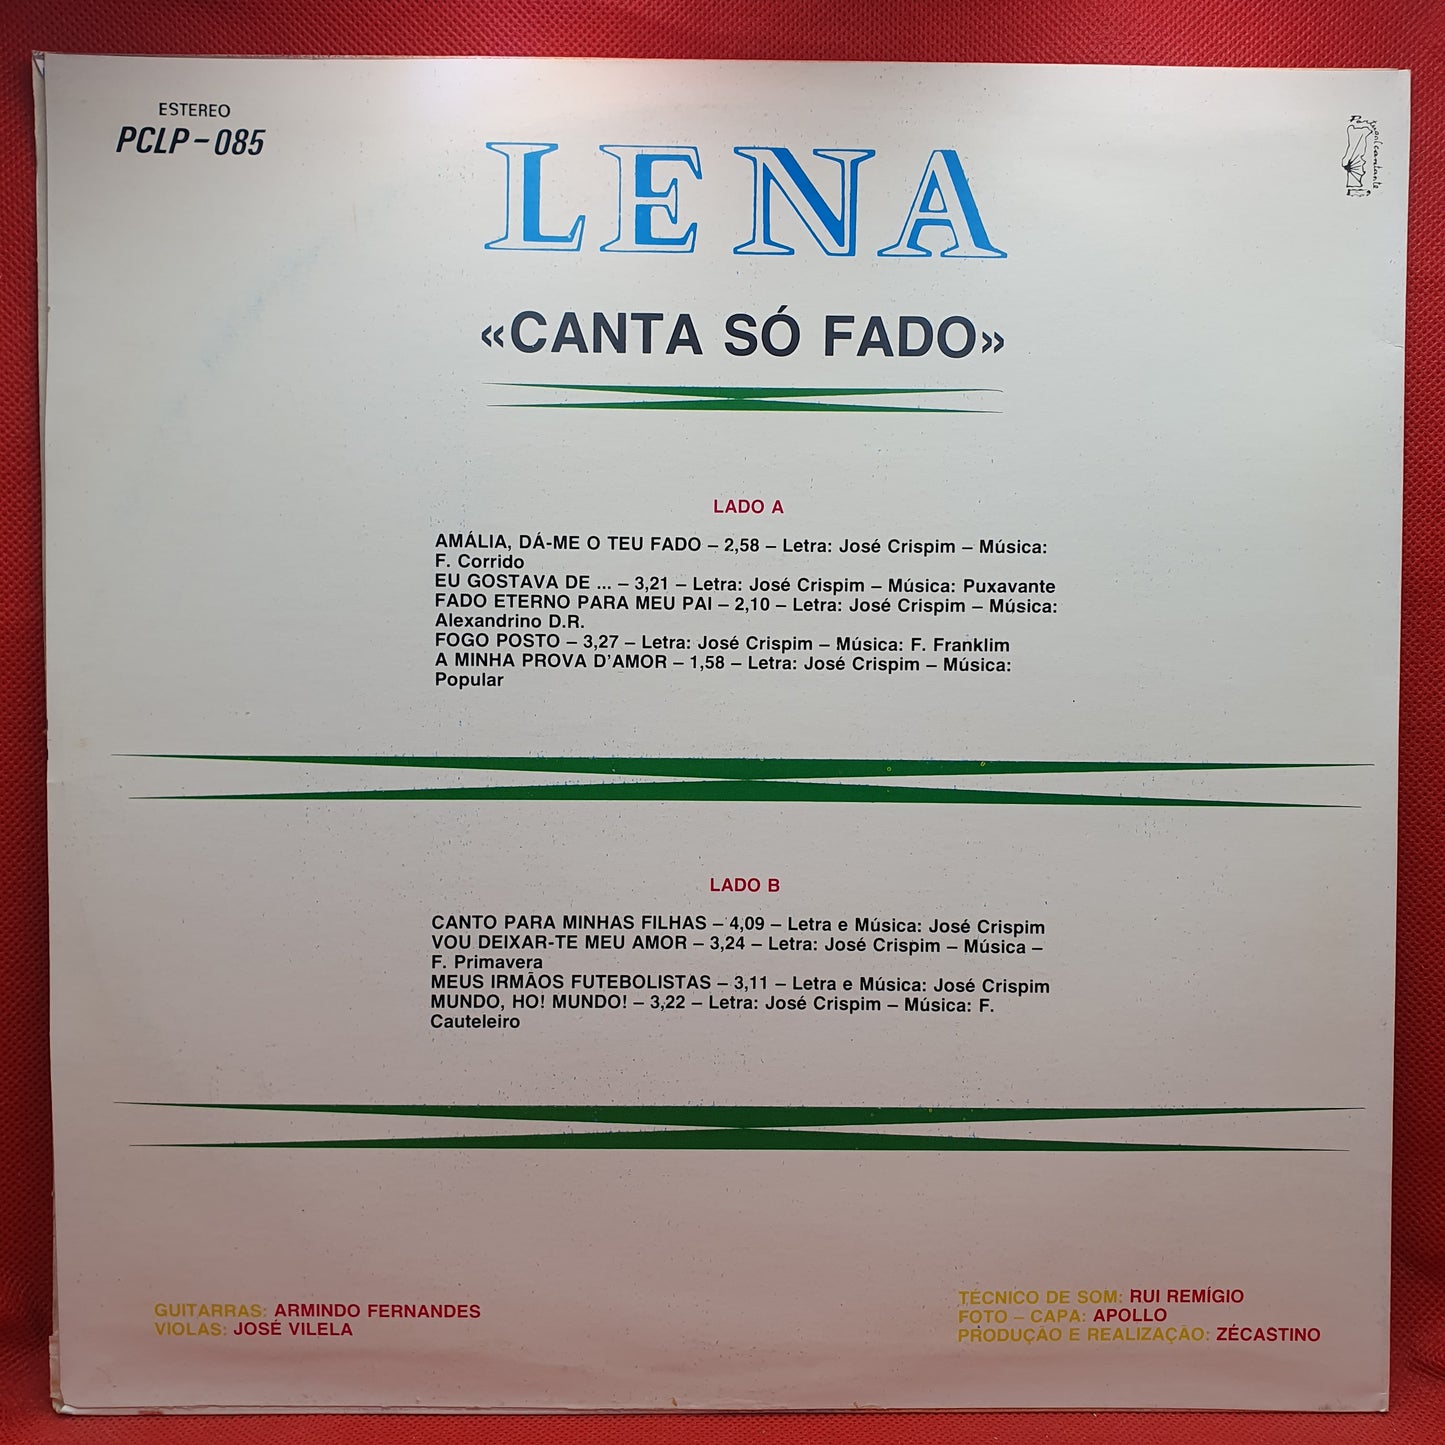 ESTEREO
PCLP-085
LENA
«CANTA SÓ FADO»
LADO A
AMÁLIA, DÁ-ME O TEU FADO – 2,58 – Letra: José Crispim – Música:
F. Corrido
EU GOSTAVA DE ... – 3,21 – Letra: José Crispim – Música: Puxavante
FADO ETERNO PARA MEU PAI – 2,10 – Letra: José Crispim – Música:
Alexandrino D.R.
FOGO POSTO – 3,27 – Letra: José Crispim – Música: F. Franklim
A MINHA PROVA D'AMOR – 1,58 – Letra: José Crispim – Música:
Popular
LADO B
CANTO PARA MINHAS FILHAS – 4,09 – Letra e Música: José Crispim
VOU DEIXAR-TE MEU AMOR – 3,24 – Letra: José Crispim – Música –
F. Primavera
MEUS IRMÃOS FUTEBOLISTAS – 3,11 – Letra e Música: José Crispim
MUNDO, HO! MUNDO! – 3,22 – Letra: José Crispim – Música: F.
Cauteleiro
GUITARRAS: ARMINDO FERNANDES
VIOLAS: JOSÉ VILELA
TÉCNICO DE SOM: RUI REMÍGIO
FOTO – CAPA: APOLLO
PRODUÇÃO E REALIZAÇÃO: ZÉCASTINO